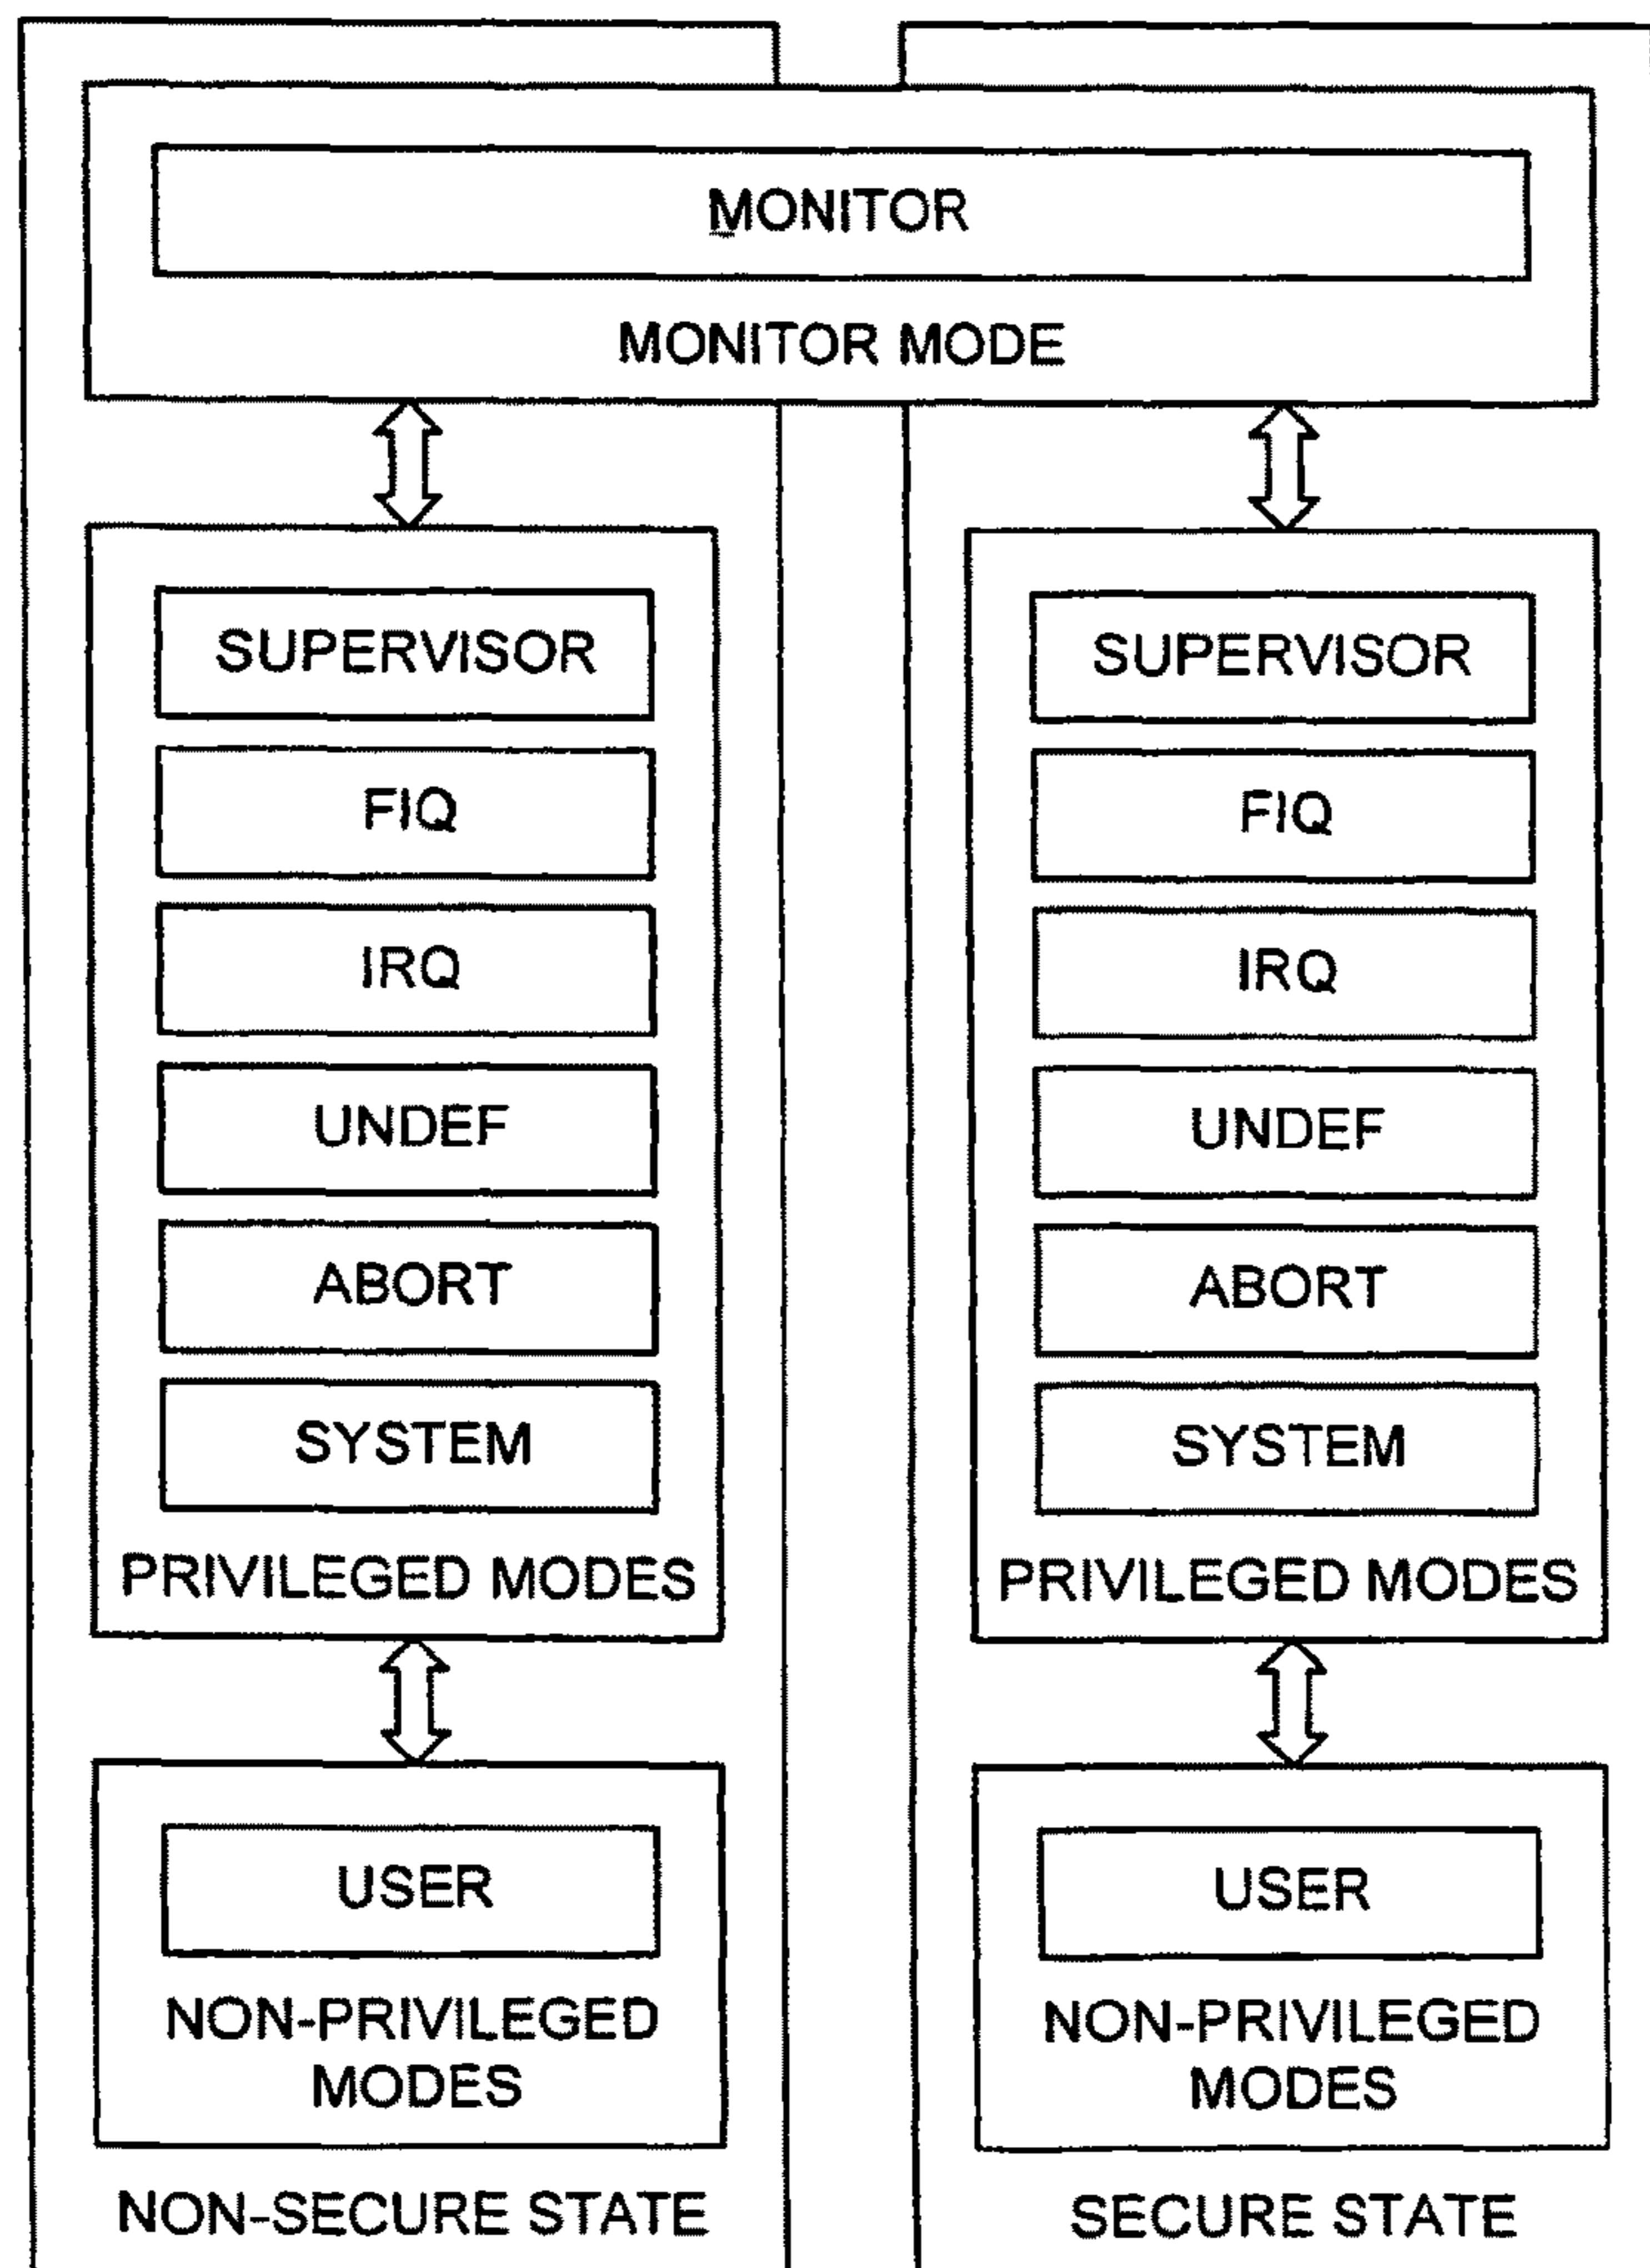 MONITOR
MONITOR MODE
SUPERVISOR
FIQ
IRQ
UNDEF
ABORT
SYSTEM
PRIVILEGED MODES
USER
NON-PRIVILEGED
MODES
NON-SECURE STATE
SUPERVISOR
FIQ
IRQ
UNDEF
ABORT
SYSTEM
PRIVILEGED MODES
USER
NON-PRIVILEGED
MODES
SECURE STATE